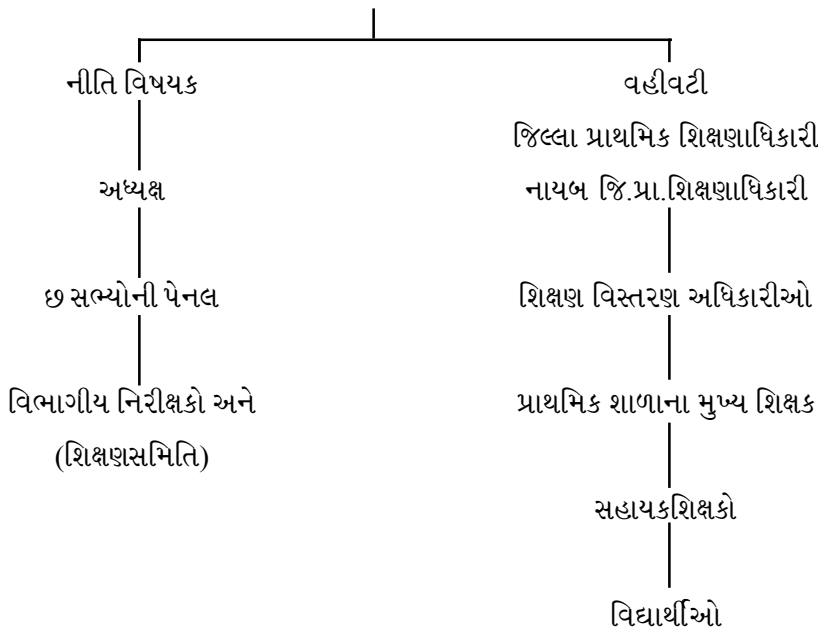 નીતિ વિષયક
અધ્યક્ષ
છ સભ્યોની પેનલ
વિભાગીય નિરીક્ષકો અને
(શિક્ષણસમિતિ)
વહીવટી
જિલ્લા પ્રાથમિક શિક્ષણાધિકારી
નાયબ જિ.પ્રા.શિક્ષણાધિકારી
શિક્ષણ વિસ્તરણ અધિકારીઓ
પ્રાથમિક શાળાના મુખ્ય શિક્ષક
સહાયકશિક્ષકો
વિદ્યાર્થીઓ